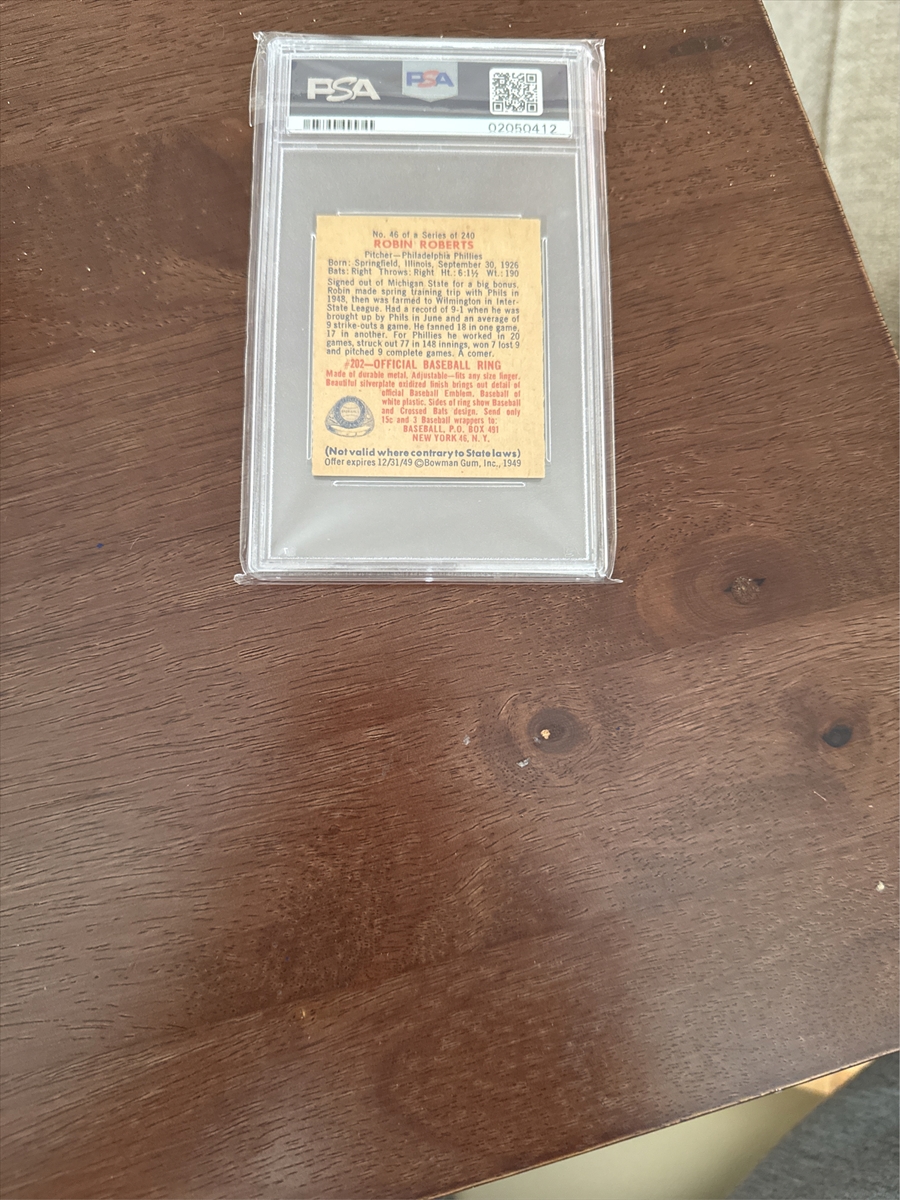 PSA
PSA
02050412
No. 46 of a Series of 240
ROBIN ROBERTS
Pitcher—Philadelphia Phillies
Born: Springfield, Illinois, September 30, 1926
Bats: Right Throws: Right Ht.: 6:1½ Wt.: 190
Signed out of Michigan State for a big bonus.
Robin made spring training trip with Phils in
1948, then was farmed to Wilmington in Inter-
State League. Had a record of 9-1 when he was
brought up by Phils in June and an average of
9 strike-outs a game. He fanned 18 in one game,
17 in another. For Phillies he worked in 20
games, struck out 77 in 148 innings, won 7 lost 9
and pitched 9 complete games. A comer.
#202—OFFICIAL BASEBALL RING
Made of durable metal. Adjustable—fits any size finger.
Beautiful silverplate oxidized finish brings out detail of
official Baseball Emblem. Baseball of
white plastic. Sides of ring show Baseball
and Crossed Bats design. Send only
15c and 3 Baseball wrappers to:
BASEBALL, P.O. BOX 491
NEW YORK 46, N. Y.
(Not valid where contrary to State laws)
Offer expires 12/31/49 ©Bowman Gum, Inc., 1949